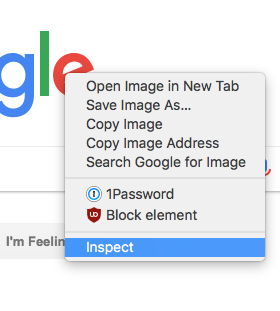 gle
Open Image in New Tab
Save Image As...
Copy Image
Copy Image Address
Search Google for Image
1Password
Block element
I'm Feelin
Inspect